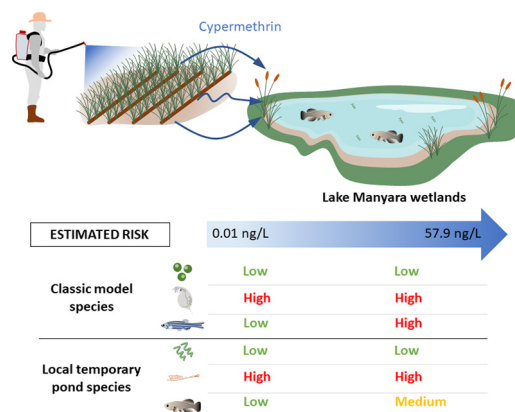 Cypermethrin
Lake Manyara wetlands
ESTIMATED RISK
0.01 ng/L 57.9 ng/L
Low Low
Classic model
species
High High
Low High
Low Low
Local temporary
pond species
High High
Low Medium